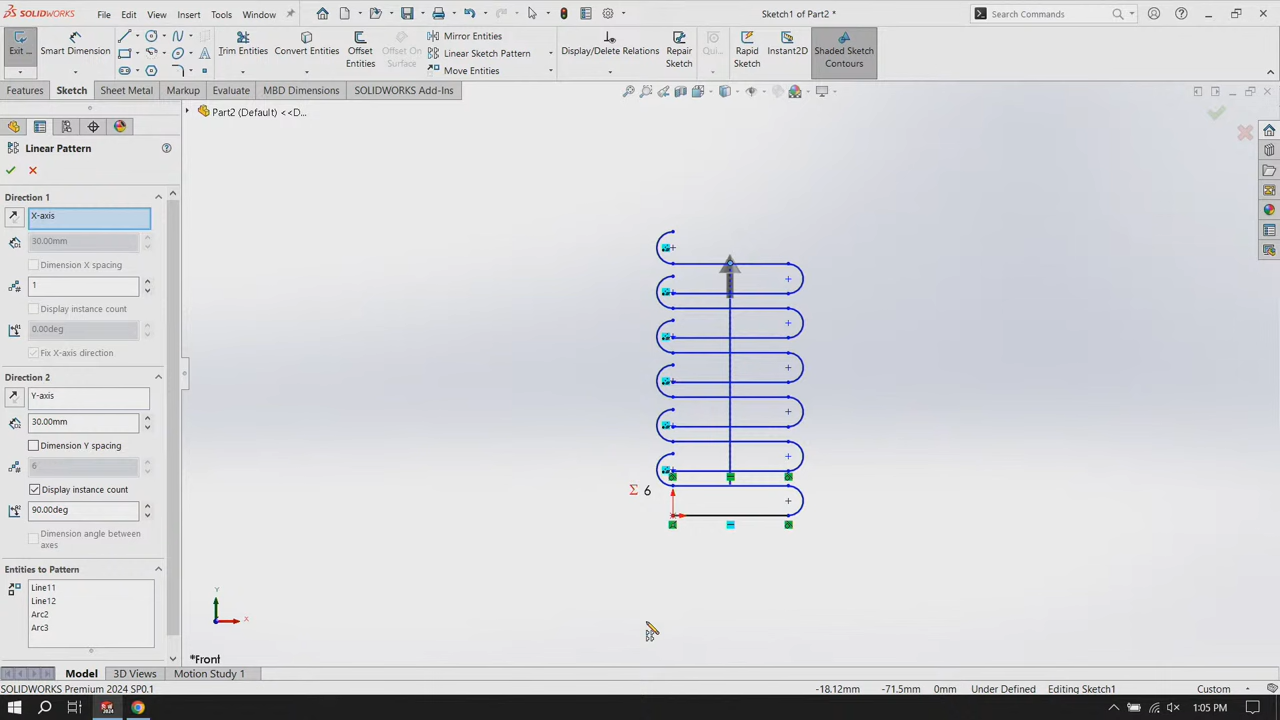 SOLIDWORKS File Edit View Insert Tools Window Sketch1 of Part2 * Search Commands
Exit ... Smart Dimension Trim Entities Convert Entities Offset Entities Offset On Surface Mirror Entities Linear Sketch Pattern Move Entities Display/Delete Relations Repair Sketch Qui... Rapid Sketch Instant2D Shaded Sketch Contours
Features Sketch Sheet Metal Markup Evaluate MBD Dimensions SOLIDWORKS Add-Ins
Part2 (Default) <<D...
Linear Pattern
Direction 1
X-axis
30.00mm
Dimension X spacing
1
Display instance count
0.00deg
Fix X-axis direction
Direction 2
Y-axis
30.00mm
Dimension Y spacing
6
Display instance count
90.00deg
Dimension angle between axes
Entities to Pattern
Line11
Line12
Arc2
Arc3
Σ 6
Y
X
*Front
Model 3D Views Motion Study 1
SOLIDWORKS Premium 2024 SP0.1 -18.12mm -71.5mm 0mm Under Defined Editing Sketch1 Custom
1:05 PM